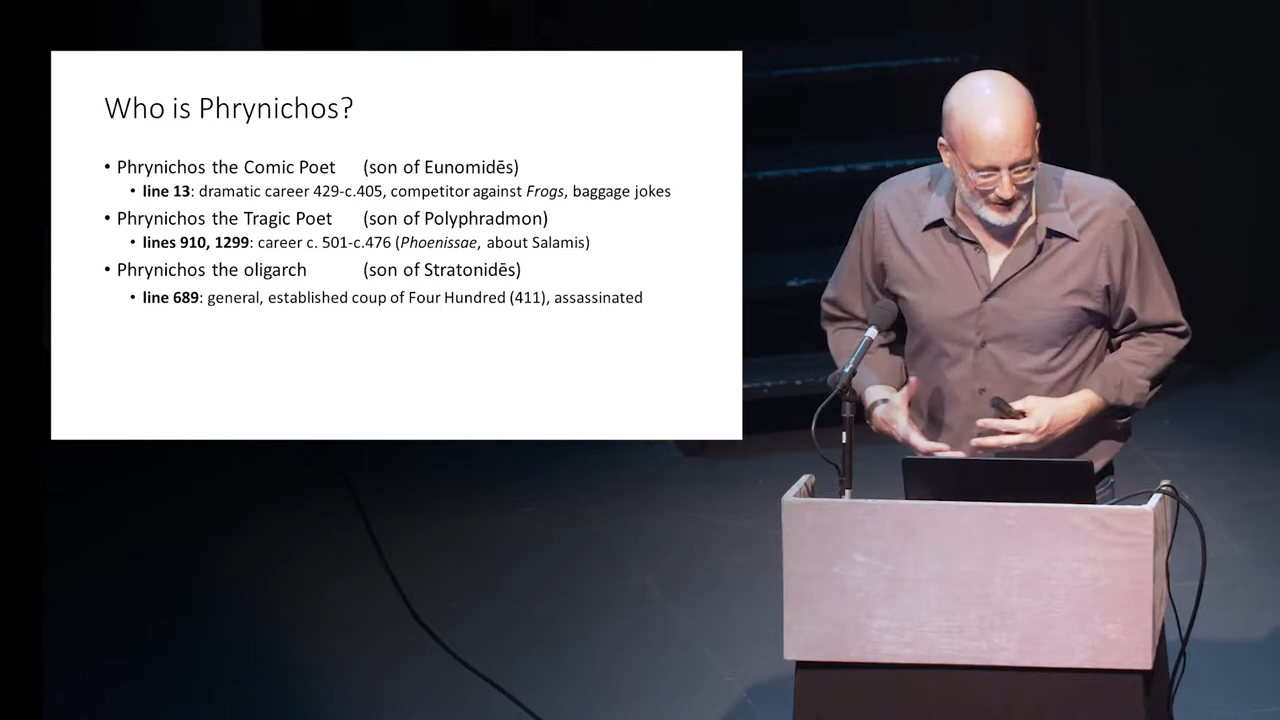 Who is Phrynichos?
• Phrynichos the Comic Poet (son of Eunomidēs)
• line 13: dramatic career 429-c.405, competitor against Frogs, baggage jokes
• Phrynichos the Tragic Poet (son of Polyphradmon)
• lines 910, 1299: career c. 501-c.476 (Phoenissae, about Salamis)
• Phrynichos the oligarch (son of Stratonidēs)
• line 689: general, established coup of Four Hundred (411), assassinated